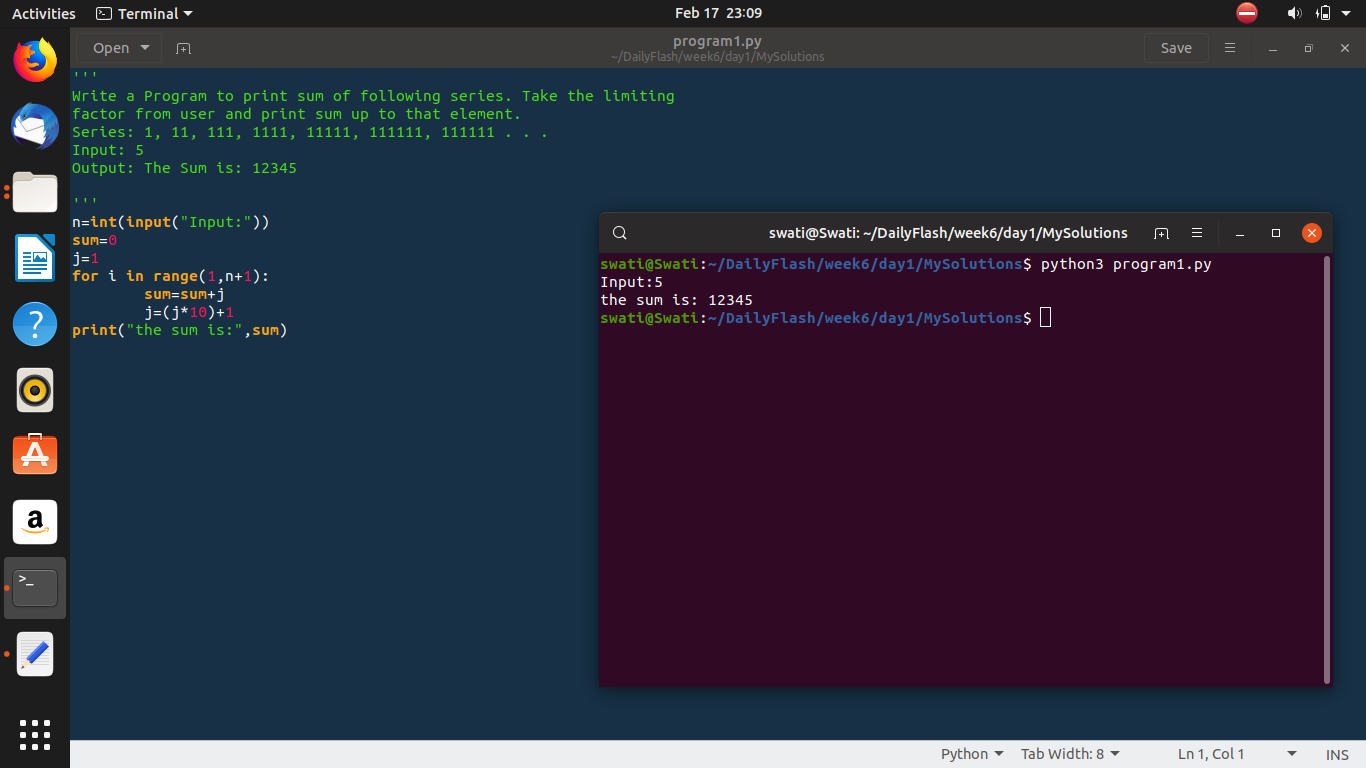 Activities Terminal Feb 17 23:09
Open program1.py Save
~/DailyFlash/week6/day1/MySolutions
'''
Write a Program to print sum of following series. Take the limiting
factor from user and print sum up to that element.
Series: 1, 11, 111, 1111, 11111, 111111, 111111 . . .
Input: 5
Output: The Sum is: 12345
'''
n=int(input("Input:"))
sum=0
j=1
for i in range(1,n+1):
        sum=sum+j
        j=(j*10)+1
print("the sum is:",sum)
swati@Swati: ~/DailyFlash/week6/day1/MySolutions
swati@Swati:~/DailyFlash/week6/day1/MySolutions$ python3 program1.py
Input:5
the sum is: 12345
swati@Swati:~/DailyFlash/week6/day1/MySolutions$
?
A
a
>_
Python Tab Width: 8 Ln 1, Col 1 INS